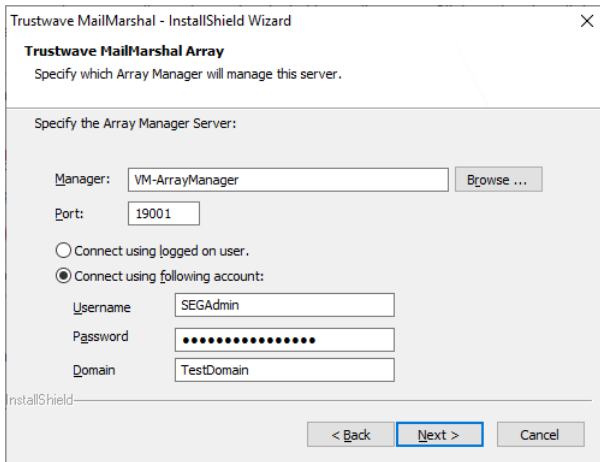 Trustwave MailMarshal - InstallShield Wizard
Trustwave MailMarshal Array
Specify which Array Manager will manage this server.
Specify the Array Manager Server:
Manager: VM-ArrayManager Browse ...
Port: 19001
Connect using logged on user.
Connect using following account:
Username SEGAdmin
Password ●●●●●●●●●●●●●●●●
Domain TestDomain
InstallShield
< Back Next > Cancel